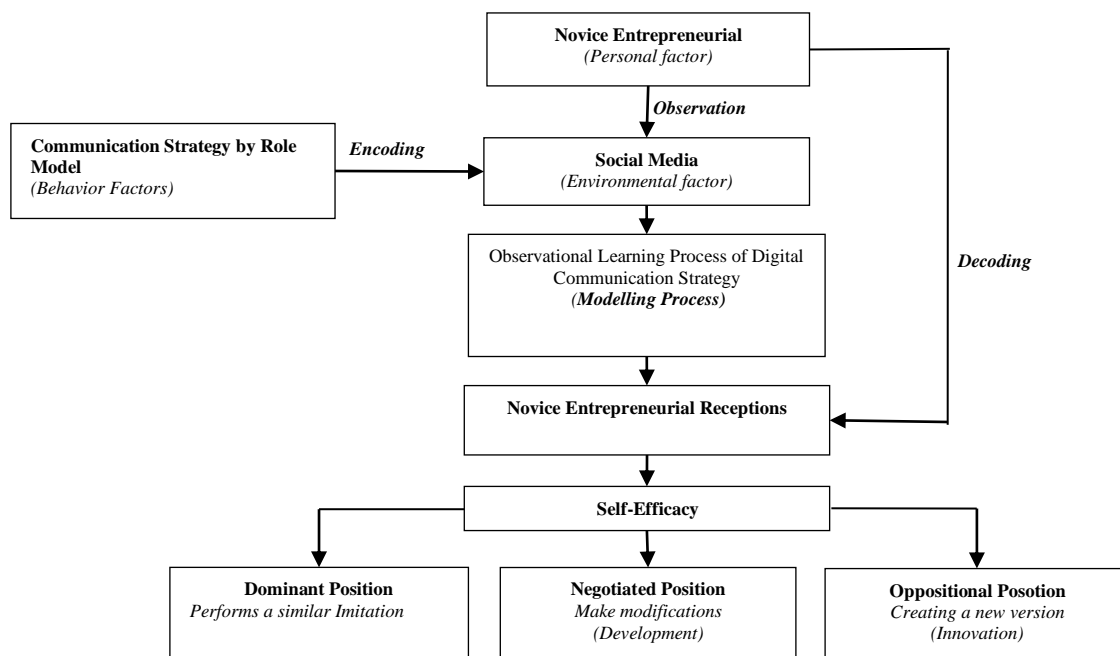 Novice Entrepreneurial
(Personal factor)
Observation
Communication Strategy by Role
Model
(Behavior Factors)
Encoding
Social Media
(Environmental factor)
Observational Learning Process of Digital
Communication Strategy
(Modelling Process)
Decoding
Novice Entrepreneurial Receptions
Self-Efficacy
Dominant Position
Performs a similar Imitation
Negotiated Position
Make modifications
(Development)
Oppositional Posotion
Creating a new version
(Innovation)